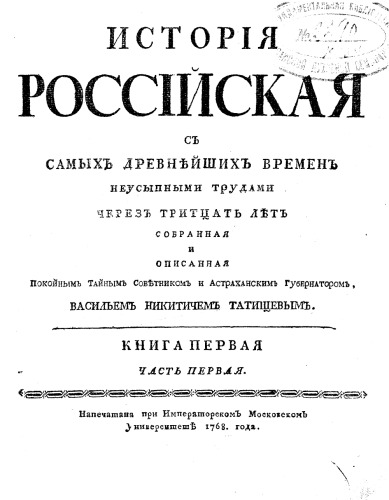 ИСТОРІЯ
РОССІЙСКАЯ
СЪ
САМЫХЪ ДРЕВНѢЙШИХЪ ВРЕМЕНЪ
НЕУСЫПНЫМИ ТРУДАМИ
ЧЕРЕЗЪ ТРИТЦАТЬ ЛѢТЪ
СОБРАННАЯ
И
ОПИСАННАЯ
Покойнымъ Тайнымъ Совѣтникомъ и Астраханскимъ Губернаторомъ,
ВАСИЛЬЕМЪ НИКИТИЧЕМЪ ТАТИЩЕВЫМЪ.
КНИГА ПЕРВАЯ
ЧАСТЬ ПЕРВАЯ.
Напечатана при Императорскомъ Московскомъ
Университетѣ 1768. года.